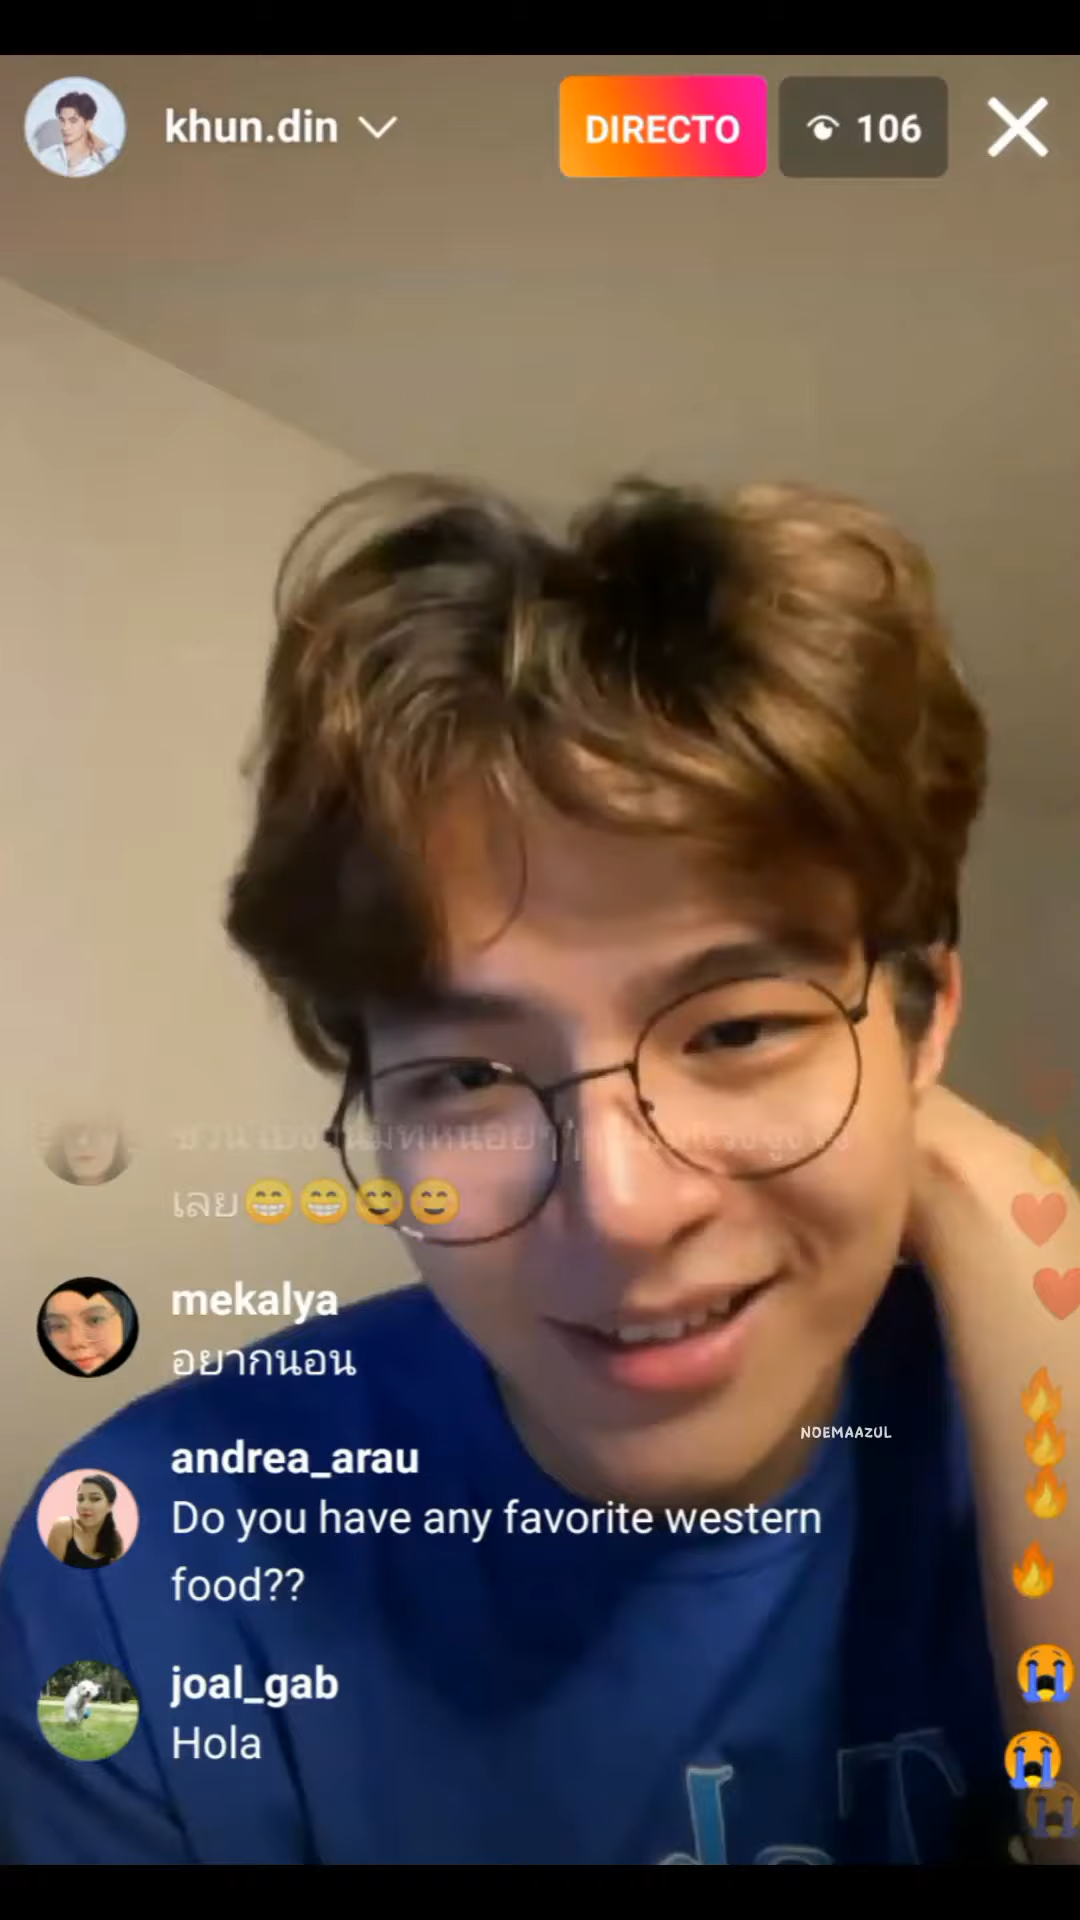 khun.din
DIRECTO
106
เลย😁😁😊😊
mekalya
อยากนอน
andrea_arau
Do you have any favorite western
food??
joal_gab
Hola
NOEMAAZUL